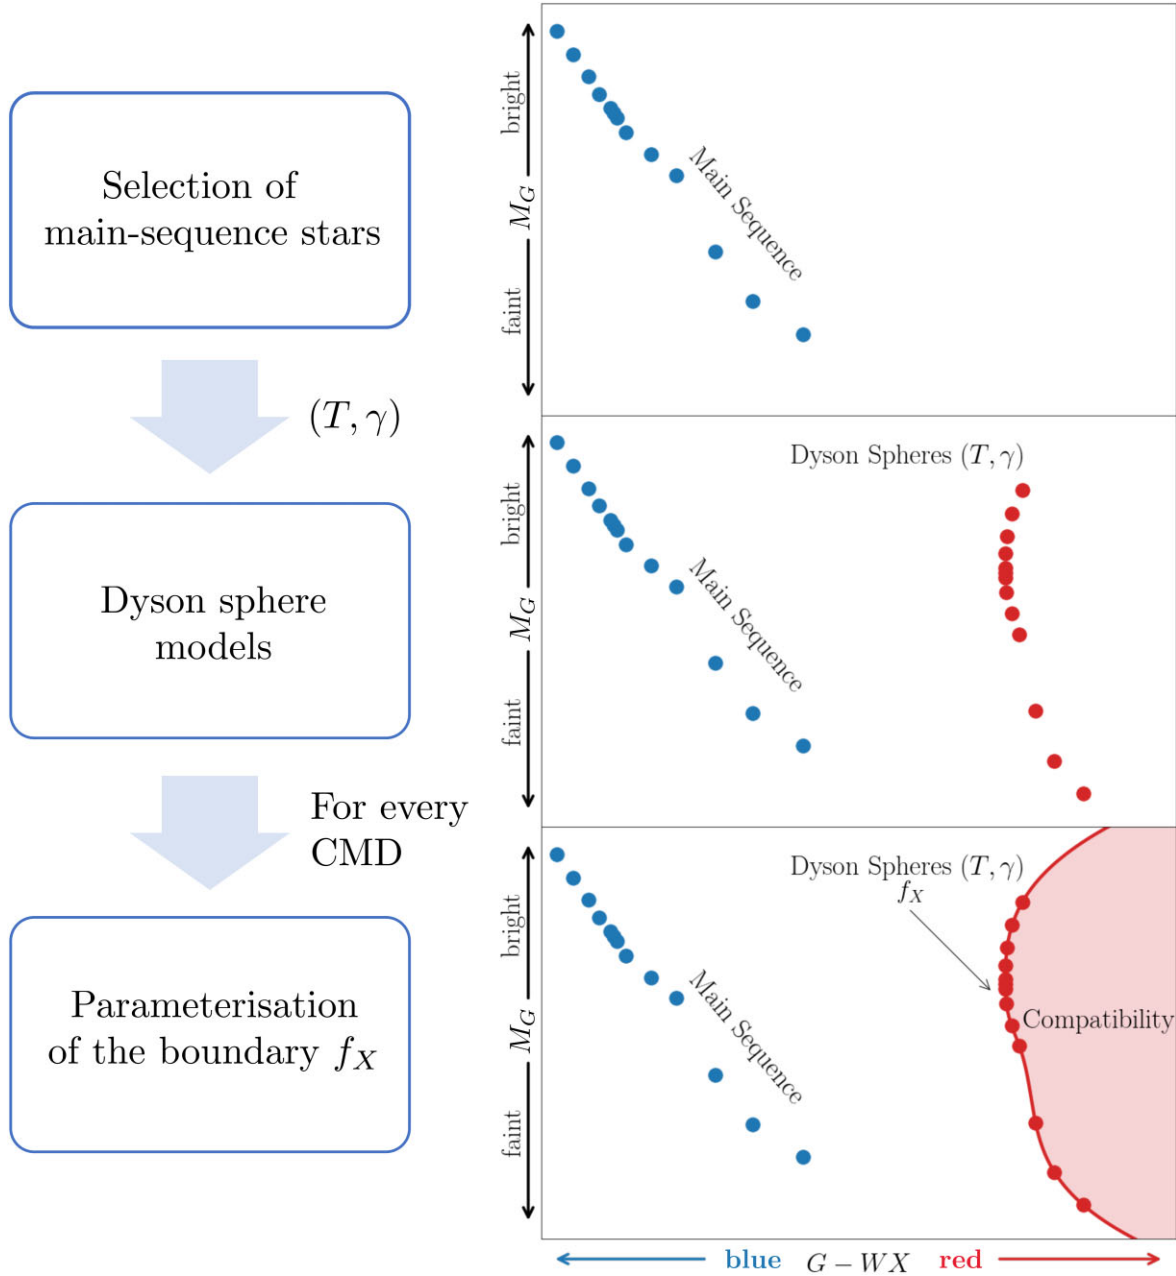 Selection of
main-sequence stars
(T, γ)
Dyson sphere
models
For every
CMD
Parameterisation
of the boundary f_X
bright
M_G
faint
Main Sequence
Dyson Spheres (T, γ)
bright
M_G
faint
Main Sequence
Dyson Spheres (T, γ)
f_X
bright
M_G
faint
Main Sequence
Compatibility
blue G − WX red